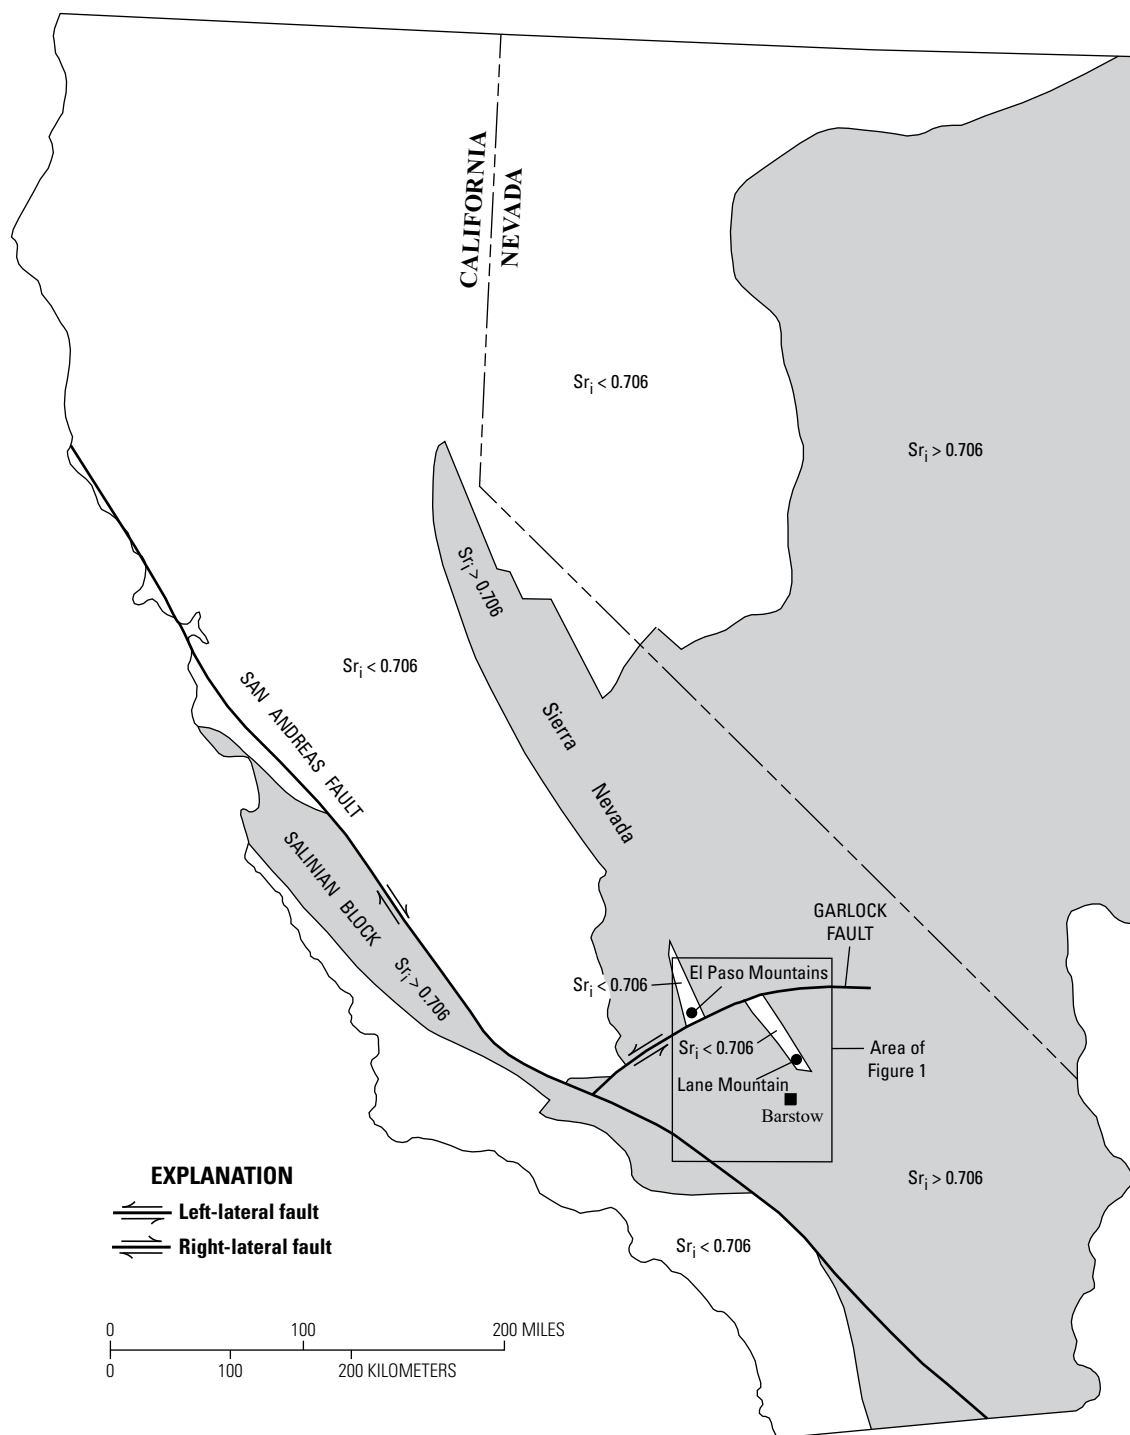 CALIFORNIA
NEVADA
Sri < 0.706
Sri > 0.706
Sri > 0.706
Sri < 0.706
SAN ANDREAS FAULT
Sierra Nevada
SALINIAN BLOCK
Sri > 0.706
GARLOCK
FAULT
Sri < 0.706
El Paso Mountains
Sri < 0.706
Area of
Figure 1
Lane Mountain
Barstow
Sri > 0.706
Sri < 0.706
EXPLANATION
Left-lateral fault
Right-lateral fault
0 100 200 MILES
0 100 200 KILOMETERS